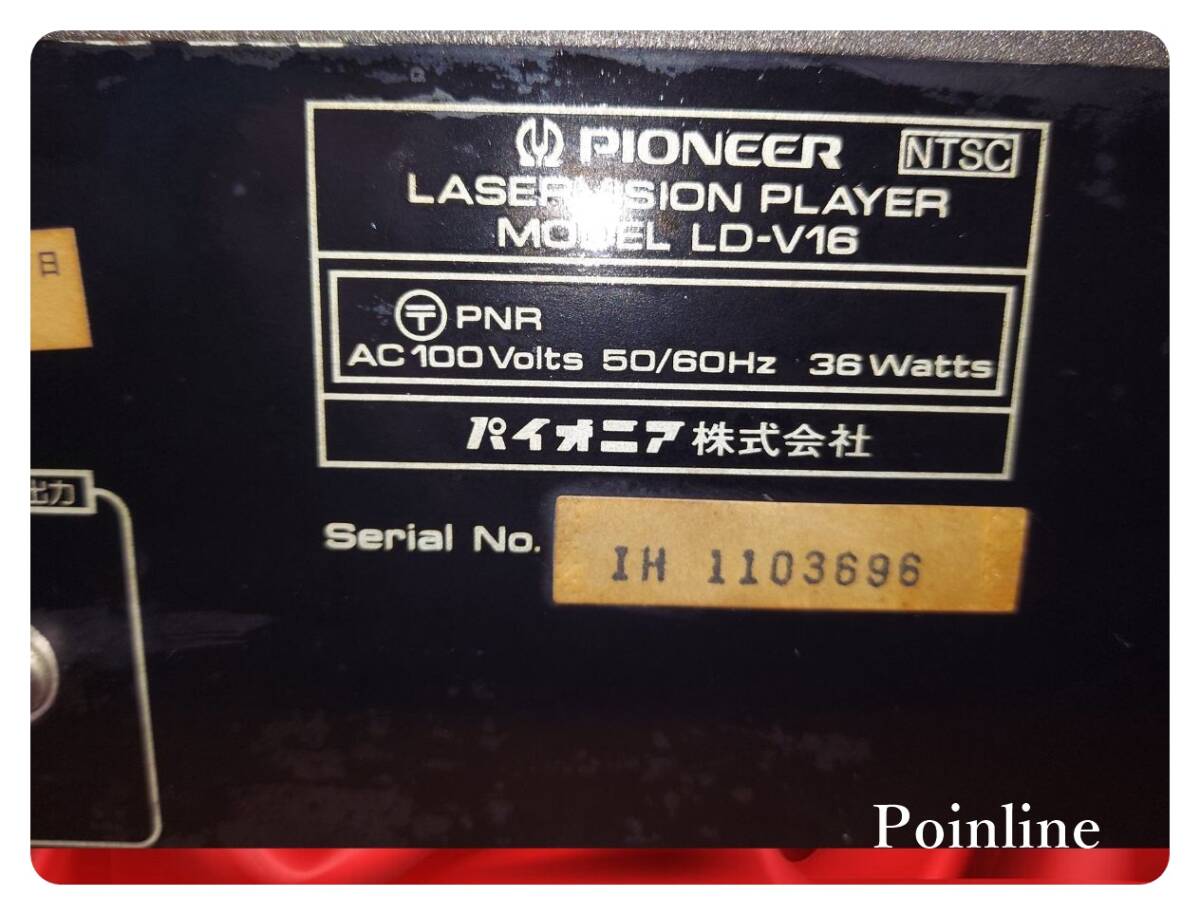 PIONEER NTSC
LASERVISION PLAYER
MODEL LD-V16
日
〒 PNR
AC 100 Volts 50/60Hz 36 Watts
パイオニア株式会社
出力
Serial No. IH 1103696
Poinline